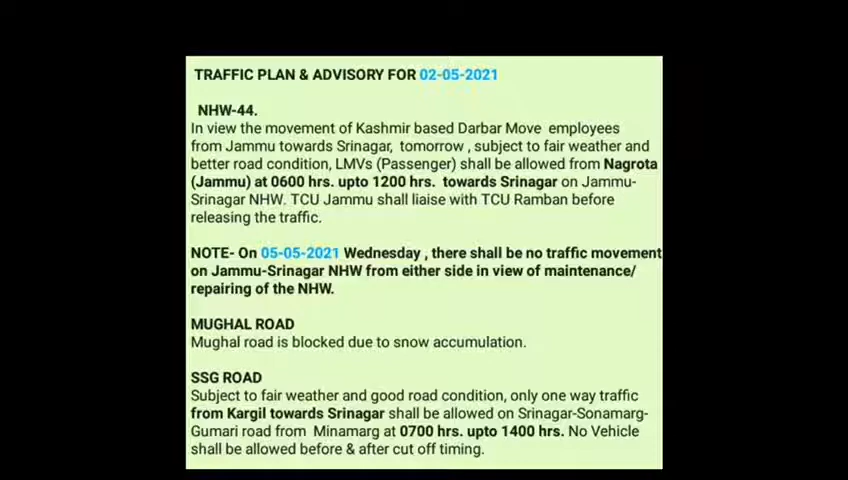 TRAFFIC PLAN & ADVISORY FOR 02-05-2021
NHW-44.
In view the movement of Kashmir based Darbar Move employees
from Jammu towards Srinagar, tomorrow , subject to fair weather and
better road condition, LMVs (Passenger) shall be allowed from Nagrota
(Jammu) at 0600 hrs. upto 1200 hrs. towards Srinagar on Jammu-
Srinagar NHW. TCU Jammu shall liaise with TCU Ramban before
releasing the traffic.
NOTE- On 05-05-2021 Wednesday , there shall be no traffic movement
on Jammu-Srinagar NHW from either side in view of maintenance/
repairing of the NHW.
MUGHAL ROAD
Mughal road is blocked due to snow accumulation.
SSG ROAD
Subject to fair weather and good road condition, only one way traffic
from Kargil towards Srinagar shall be allowed on Srinagar-Sonamarg-
Gumari road from Minamarg at 0700 hrs. upto 1400 hrs. No Vehicle
shall be allowed before & after cut off timing.